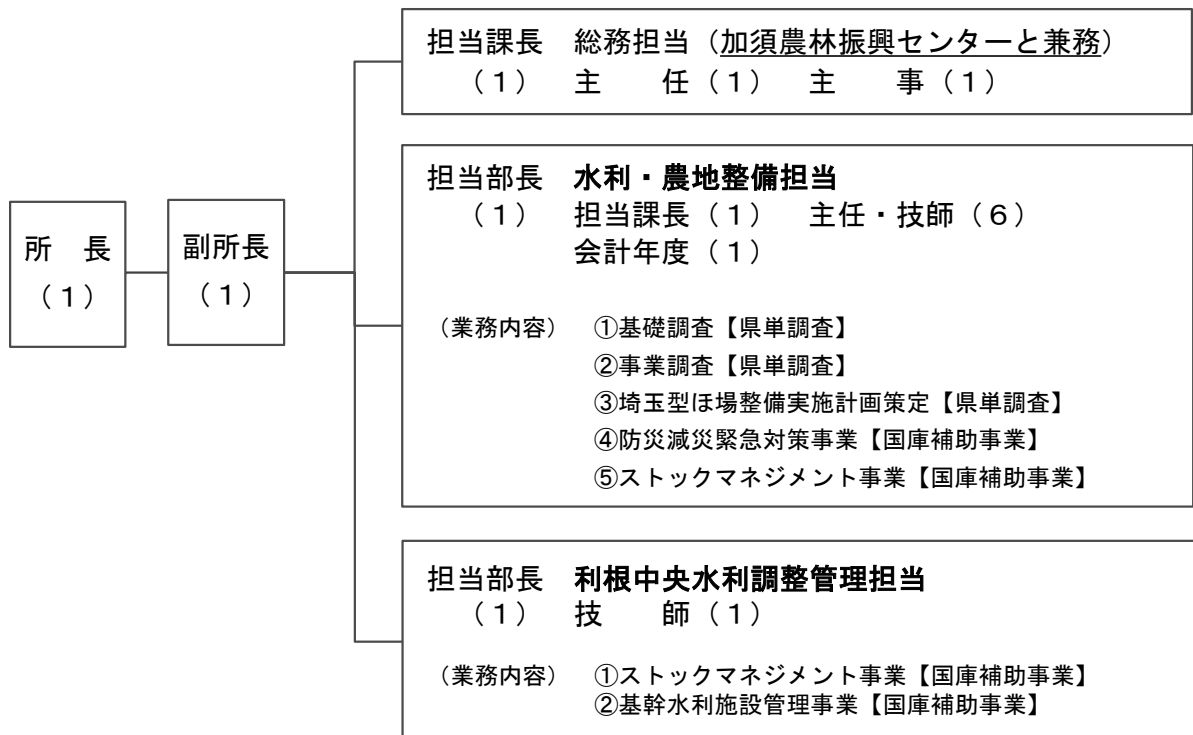 担当課長 総務担当（加須農林振興センターと兼務）
（１） 主　　任（１） 主　　事（１）
担当部長 水利・農地整備担当
（１） 担当課長（１） 主任・技師（６）
会計年度（１）
所　長
（１）
副所長
（１）
（業務内容） ①基礎調査【県単調査】
②事業調査【県単調査】
③埼玉型ほ場整備実施計画策定【県単調査】
④防災減災緊急対策事業【国庫補助事業】
⑤ストックマネジメント事業【国庫補助事業】
担当部長 利根中央水利調整管理担当
（１） 技　　師（１）
（業務内容） ①ストックマネジメント事業【国庫補助事業】
②基幹水利施設管理事業【国庫補助事業】